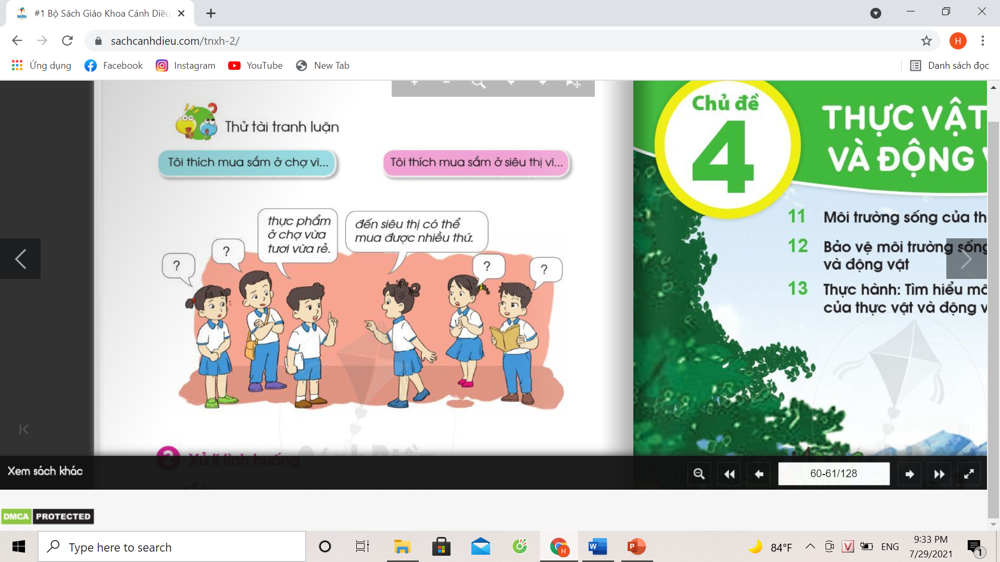 #1 Bộ Sách Giáo Khoa Cánh Diều
sachcanhdieu.com/tnxh-2/
H
Ứng dụng
Facebook
Instagram
YouTube
New Tab
Danh sách đọc
Thử tài tranh luận
Tôi thích mua sắm ở chợ vì...
Tôi thích mua sắm ở siêu thị vì...
thực phẩm
ở chợ vừa
tươi vừa rẻ.
đến siêu thị có thể
mua được nhiều thứ.
?
?
?
?
2 Xử lí tình huống
Cánh Diều
Chủ đề
4
THỰC VẬT
VÀ ĐỘNG
11 Môi trường sống của th
12 Bảo vệ môi trường sống
và động vật
13 Thực hành: Tìm hiểu mô
của thực vật và động v
Xem sách khác
60-61/128
DMCA PROTECTED
Type here to search
84°F
ENG
9:33 PM
7/29/2021
1